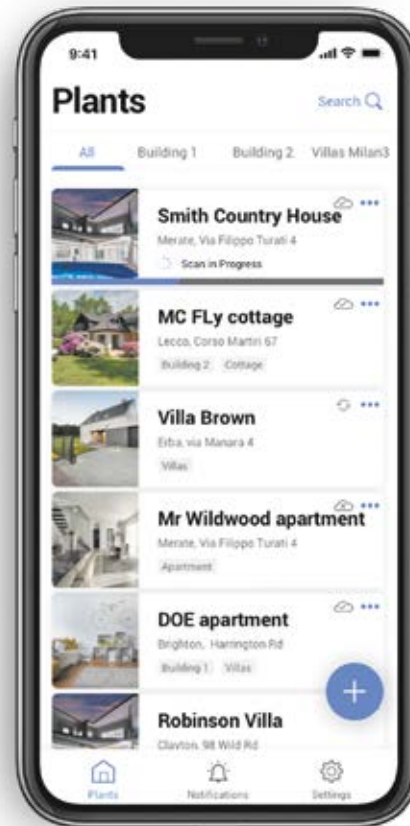 9:41
Plants
Search
All Building 1 Building 2 Villas Milan3
Smith Country House
Merate, Via Filippo Turati 4
Scan in Progress
MC FLy cottage
Lecco, Corso Martiri 67
Building 2 Cottage
Villa Brown
Erba, via Manara 4
Villas
Mr Wildwood apartment
Merate, Via Filippo Turati 4
Apartment
DOE apartment
Brighton, Harrington Rd
Building 1 Villas
Robinson Villa
Clayton, 98 Wild Rd
Plants Notifications Settings